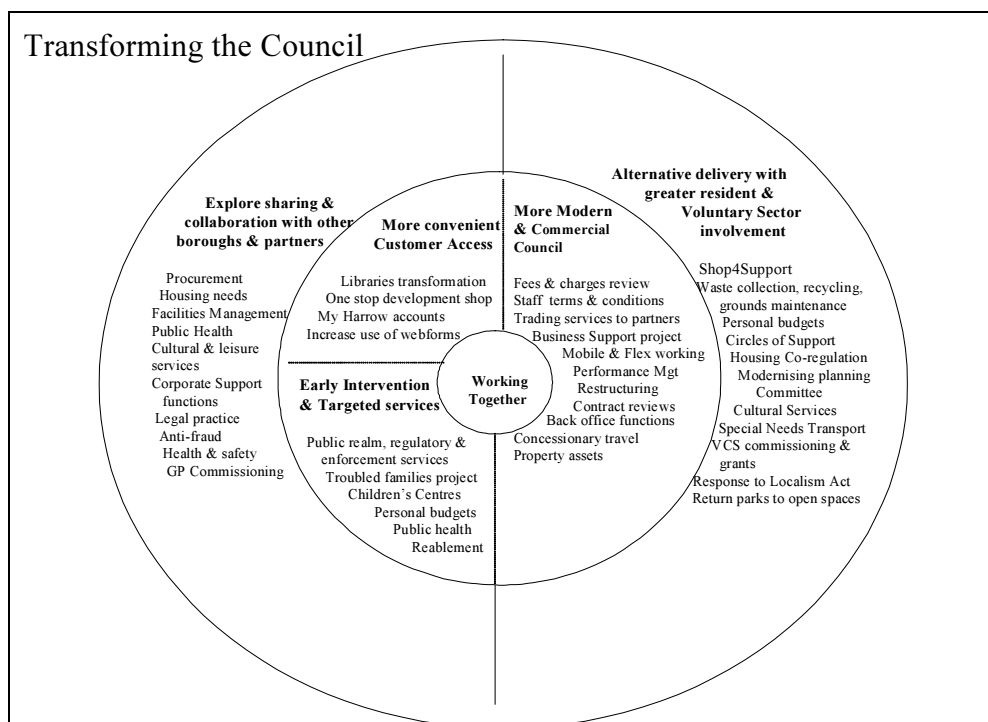 Transforming the Council
Explore sharing &
collaboration with other
boroughs & partners
Procurement
Housing needs
Facilities Management
Public Health
Cultural & leisure
services
Corporate Support
functions
Legal practice
Anti-fraud
Health & safety
GP Commissioning
More convenient
Customer Access
Libraries transformation
One stop development shop
My Harrow accounts
Increase use of webforms
Early Intervention
& Targeted services
Public realm, regulatory &
enforcement services
Troubled families project
Children's Centres
Personal budgets
Public health
Reablement
Working
Together
More Modern
& Commercial
Council
Fees & charges review
Staff terms & conditions
Trading services to partners
Business Support project
Mobile & Flex working
Performance Mgt
Restructuring
Contract reviews
Back office functions
Concessionary travel
Property assets
Alternative delivery with
greater resident &
Voluntary Sector
involvement
Shop4Support
Waste collection, recycling,
grounds maintenance
Personal budgets
Circles of Support
Housing Co-regulation
Modernising planning
Committee
Cultural Services
Special Needs Transport
VCS commissioning &
grants
Response to Localism Act
Return parks to open spaces